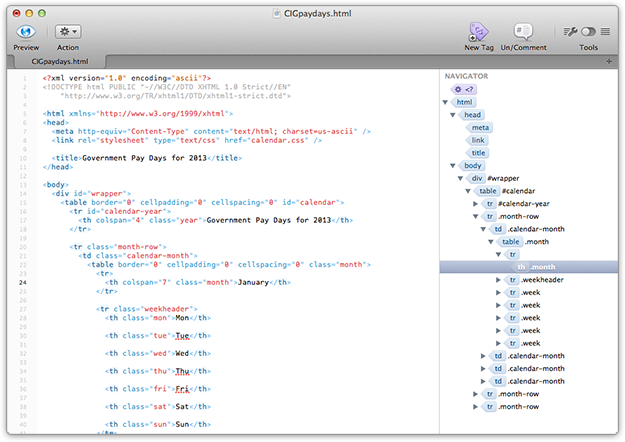 CIGpaydays.html
Preview
Action
New Tag
Un/Comment
Tools
CIGpaydays.html
+
1 <?xml version="1.0" encoding="ascii"?>
2 <!DOCTYPE html PUBLIC "-//W3C//DTD XHTML 1.0 Strict//EN"
3 "http://www.w3.org/TR/xhtml1/DTD/xhtml1-strict.dtd">
4
5 <html xmlns="http://www.w3.org/1999/xhtml">
6 <head>
7 <meta http-equiv="Content-Type" content="text/html; charset=us-ascii" />
8 <link rel="stylesheet" type="text/css" href="calendar.css" />
9
10 <title>Government Pay Days for 2013</title>
11 </head>
12
13 <body>
14 <div id="wrapper">
15 <table border="0" cellpadding="0" cellspacing="0" id="calendar">
16 <tr id="calendar-year">
17 <th colspan="4" class="year">Government Pay Days for 2013</th>
18 </tr>
19
20 <tr class="month-row">
21 <td class="calendar-month">
22 <table border="0" cellpadding="0" cellspacing="0" class="month">
23 <tr>
24 <th colspan="7" class="month">January</th>
25 </tr>
26
27 <tr class="weekheader">
28 <th class="mon">Mon</th>
29
30 <th class="tue">Tue</th>
31
32 <th class="wed">Wed</th>
33
34 <th class="thu">Thu</th>
35
36 <th class="fri">Fri</th>
37
38 <th class="sat">Sat</th>
39
40 <th class="sun">Sun</th>
41 </tr>
NAVIGATOR
<?
html
head
meta
link
title
body
div #wrapper
table #calendar
tr #calendar-year
tr .month-row
td .calendar-month
table .month
tr
th .month
tr .weekheader
tr .week
tr .week
tr .week
tr .week
tr .week
td .calendar-month
td .calendar-month
td .calendar-month
tr .month-row
tr .month-row